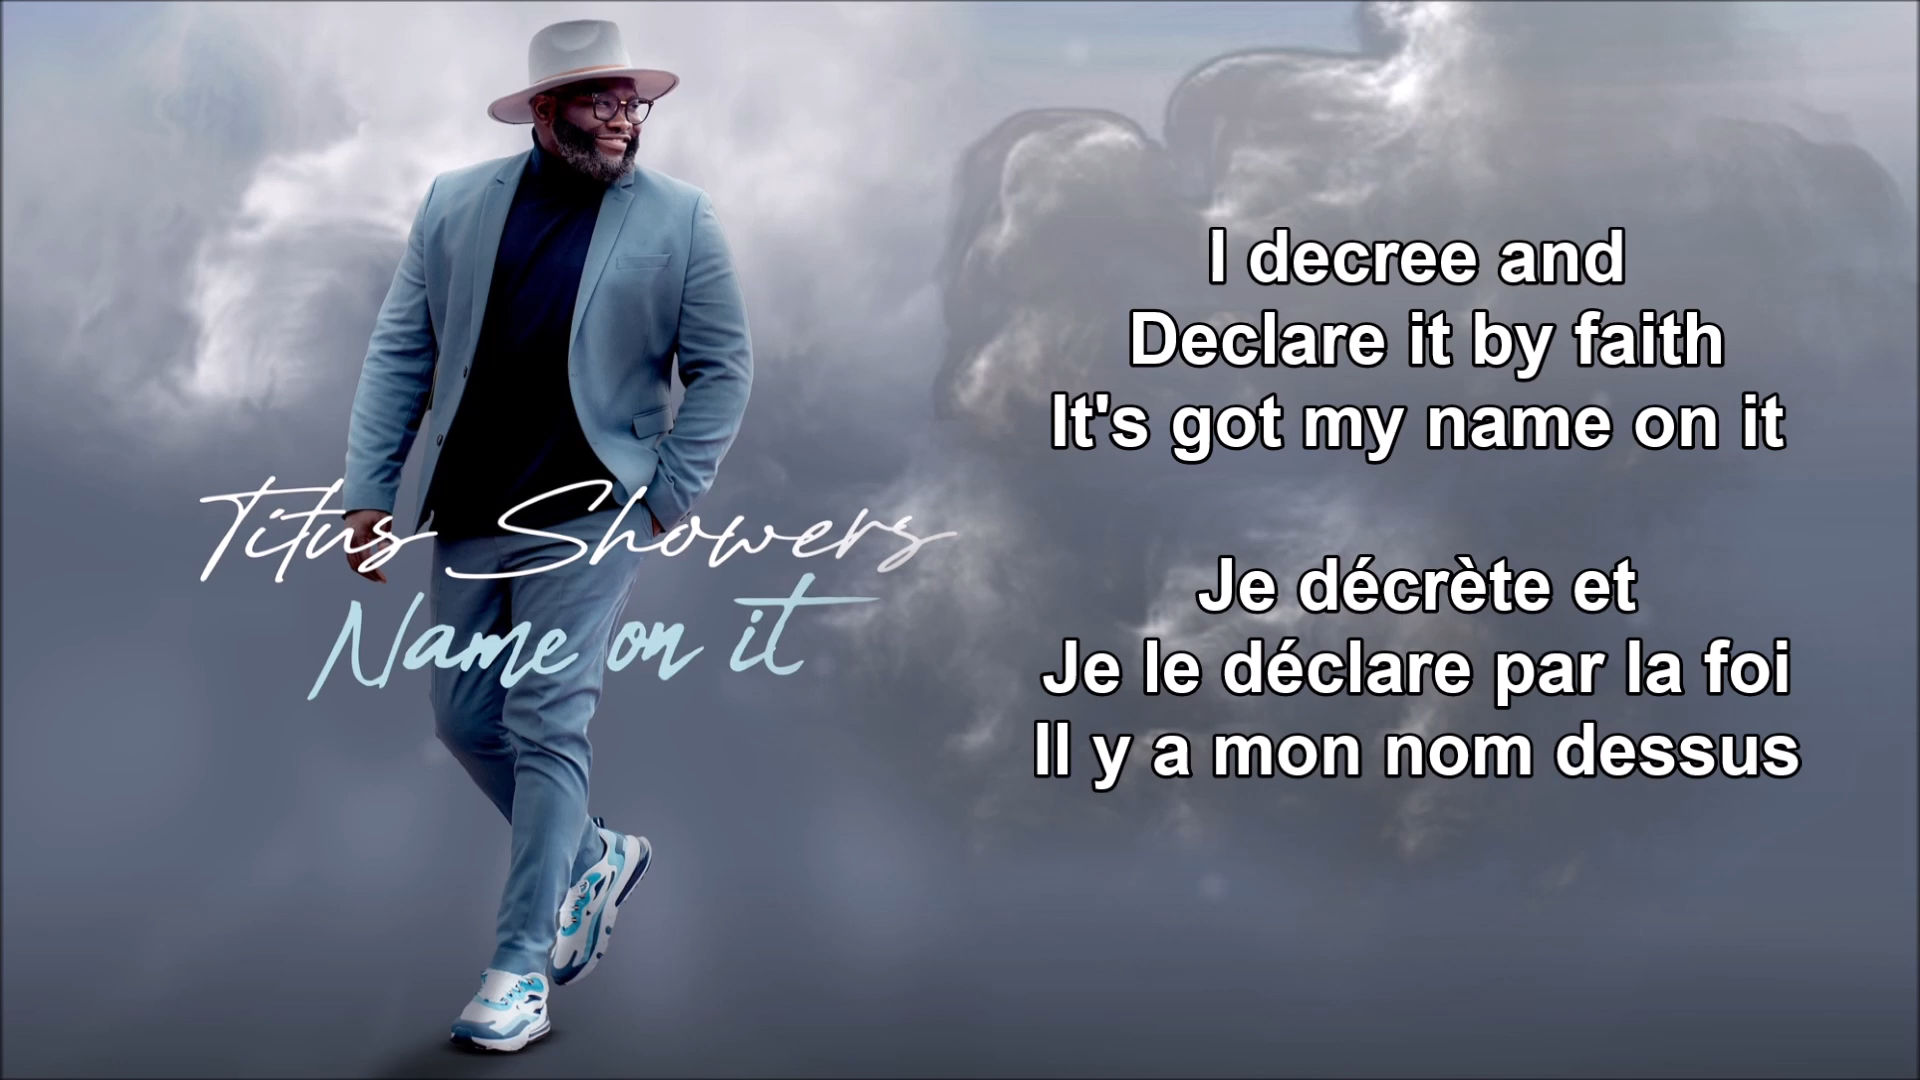 Titus Showers
Name on it
I decree and
Declare it by faith
It's got my name on it
Je décrète et
Je le déclare par la foi
Il y a mon nom dessus